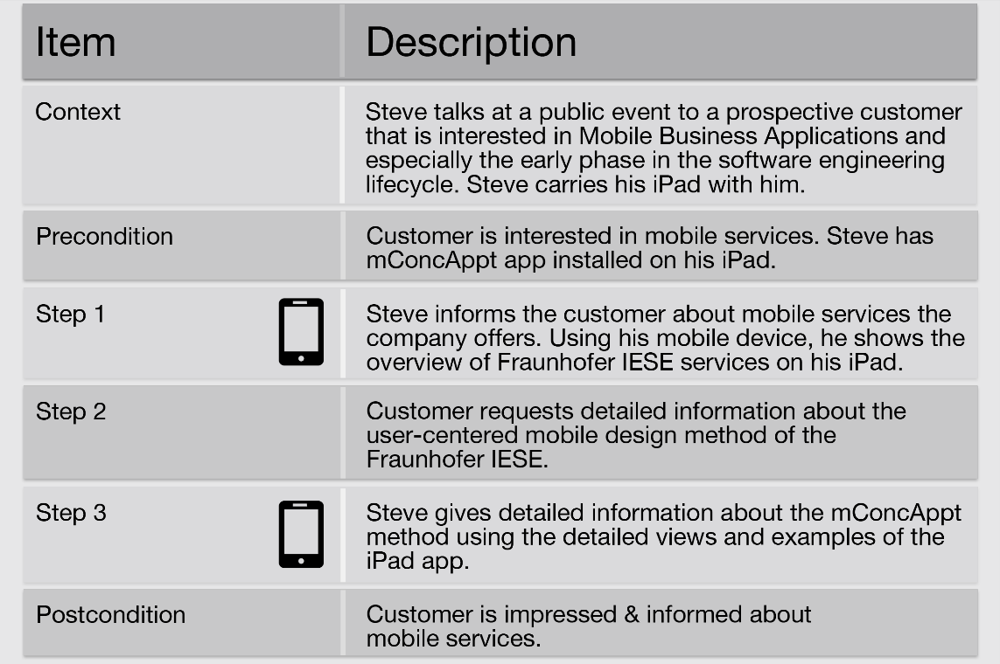 Item
Description
Context
Steve talks at a public event to a prospective customer
that is interested in Mobile Business Applications and
especially the early phase in the software engineering
lifecycle. Steve carries his iPad with him.
Precondition
Customer is interested in mobile services. Steve has
mConcAppt app installed on his iPad.
Step 1
Steve informs the customer about mobile services the
company offers. Using his mobile device, he shows the
overview of Fraunhofer IESE services on his iPad.
Step 2
Customer requests detailed information about the
user-centered mobile design method of the
Fraunhofer IESE.
Step 3
Steve gives detailed information about the mConcAppt
method using the detailed views and examples of the
iPad app.
Postcondition
Customer is impressed & informed about
mobile services.